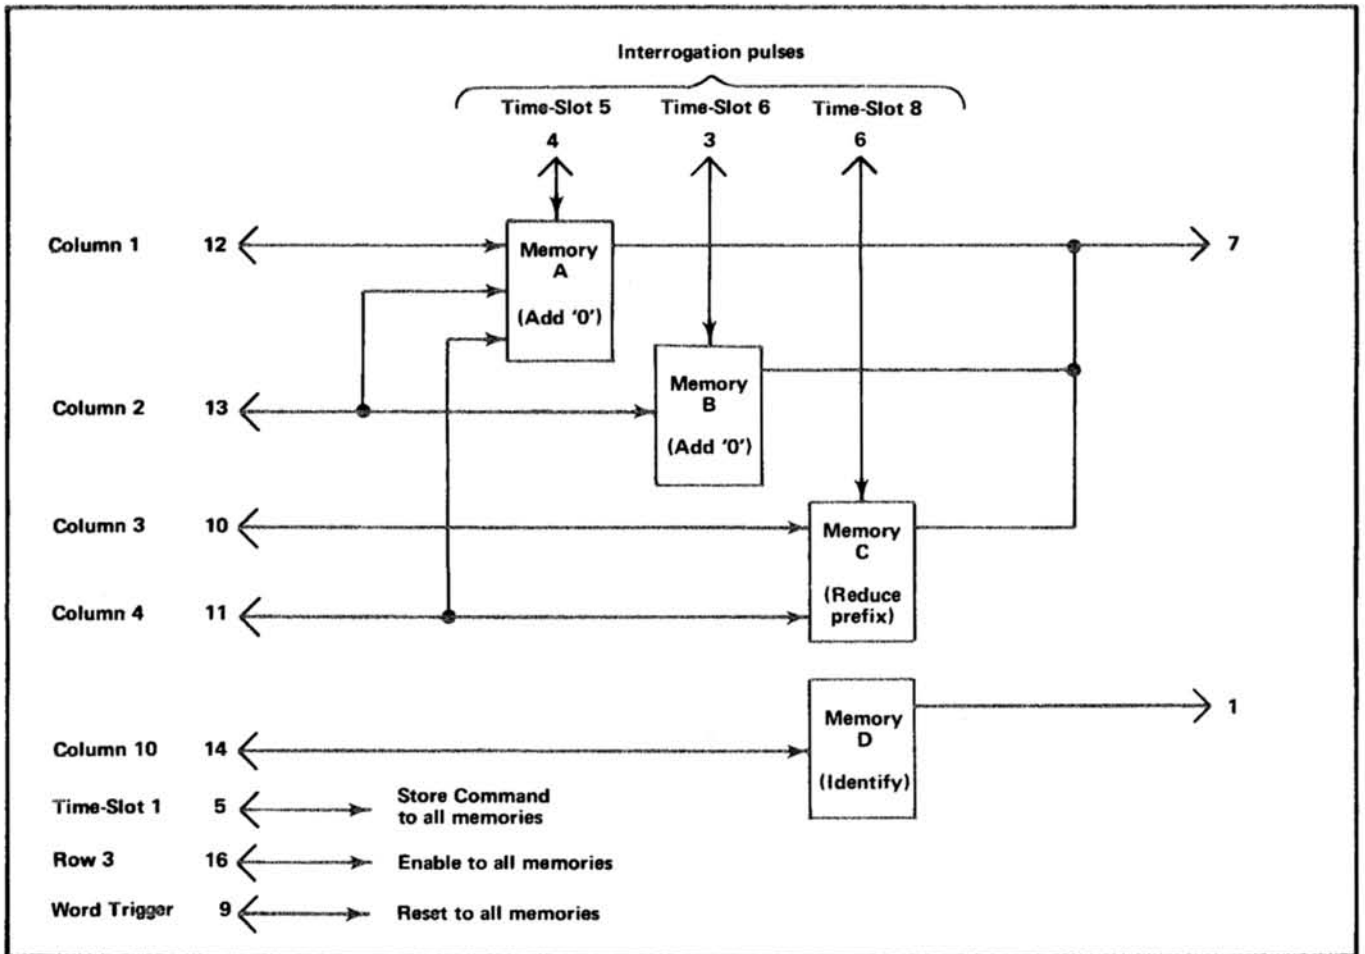 Interrogation pulses
Time-Slot 5 Time-Slot 6 Time-Slot 8
4 3 6
Column 1 12
Memory
A
(Add '0')
7
Column 2 13
Memory
B
(Add '0')
Column 3 10
Memory
C
(Reduce
prefix)
Column 4 11
Memory
D
(Identify)
1
Column 10 14
Time-Slot 1 5 Store Command
to all memories
Row 3 16 Enable to all memories
Word Trigger 9 Reset to all memories